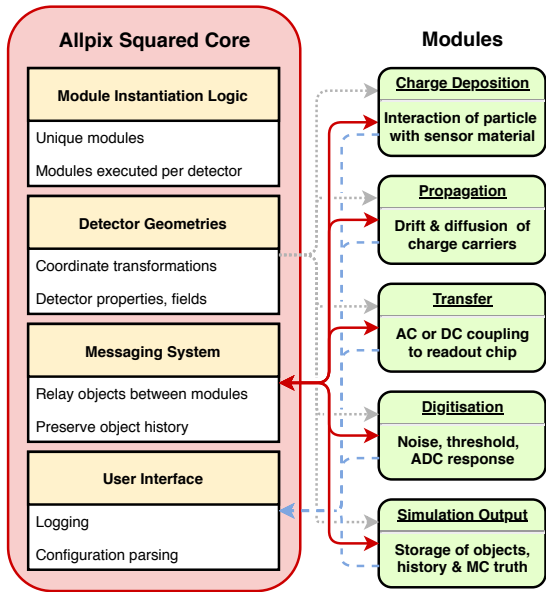 Allpix Squared Core
Module Instantiation Logic
Unique modules
Modules executed per detector
Detector Geometries
Coordinate transformations
Detector properties, fields
Messaging System
Relay objects between modules
Preserve object history
User Interface
Logging
Configuration parsing
Modules
Charge Deposition
Interaction of particle
with sensor material
Propagation
Drift & diffusion of
charge carriers
Transfer
AC or DC coupling
to readout chip
Digitisation
Noise, threshold,
ADC response
Simulation Output
Storage of objects,
history & MC truth